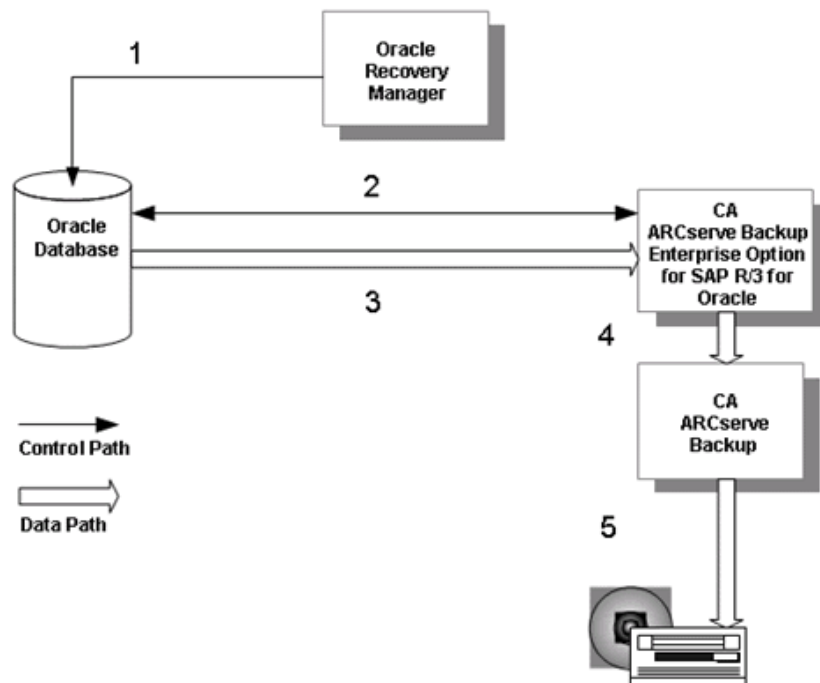 1
Oracle
Recovery
Manager
2
Oracle
Database
CA
ARCserve Backup
Enterprise Option
for SAP R/3 for
Oracle
3
4
CA
ARCserve
Backup
Control Path
Data Path
5